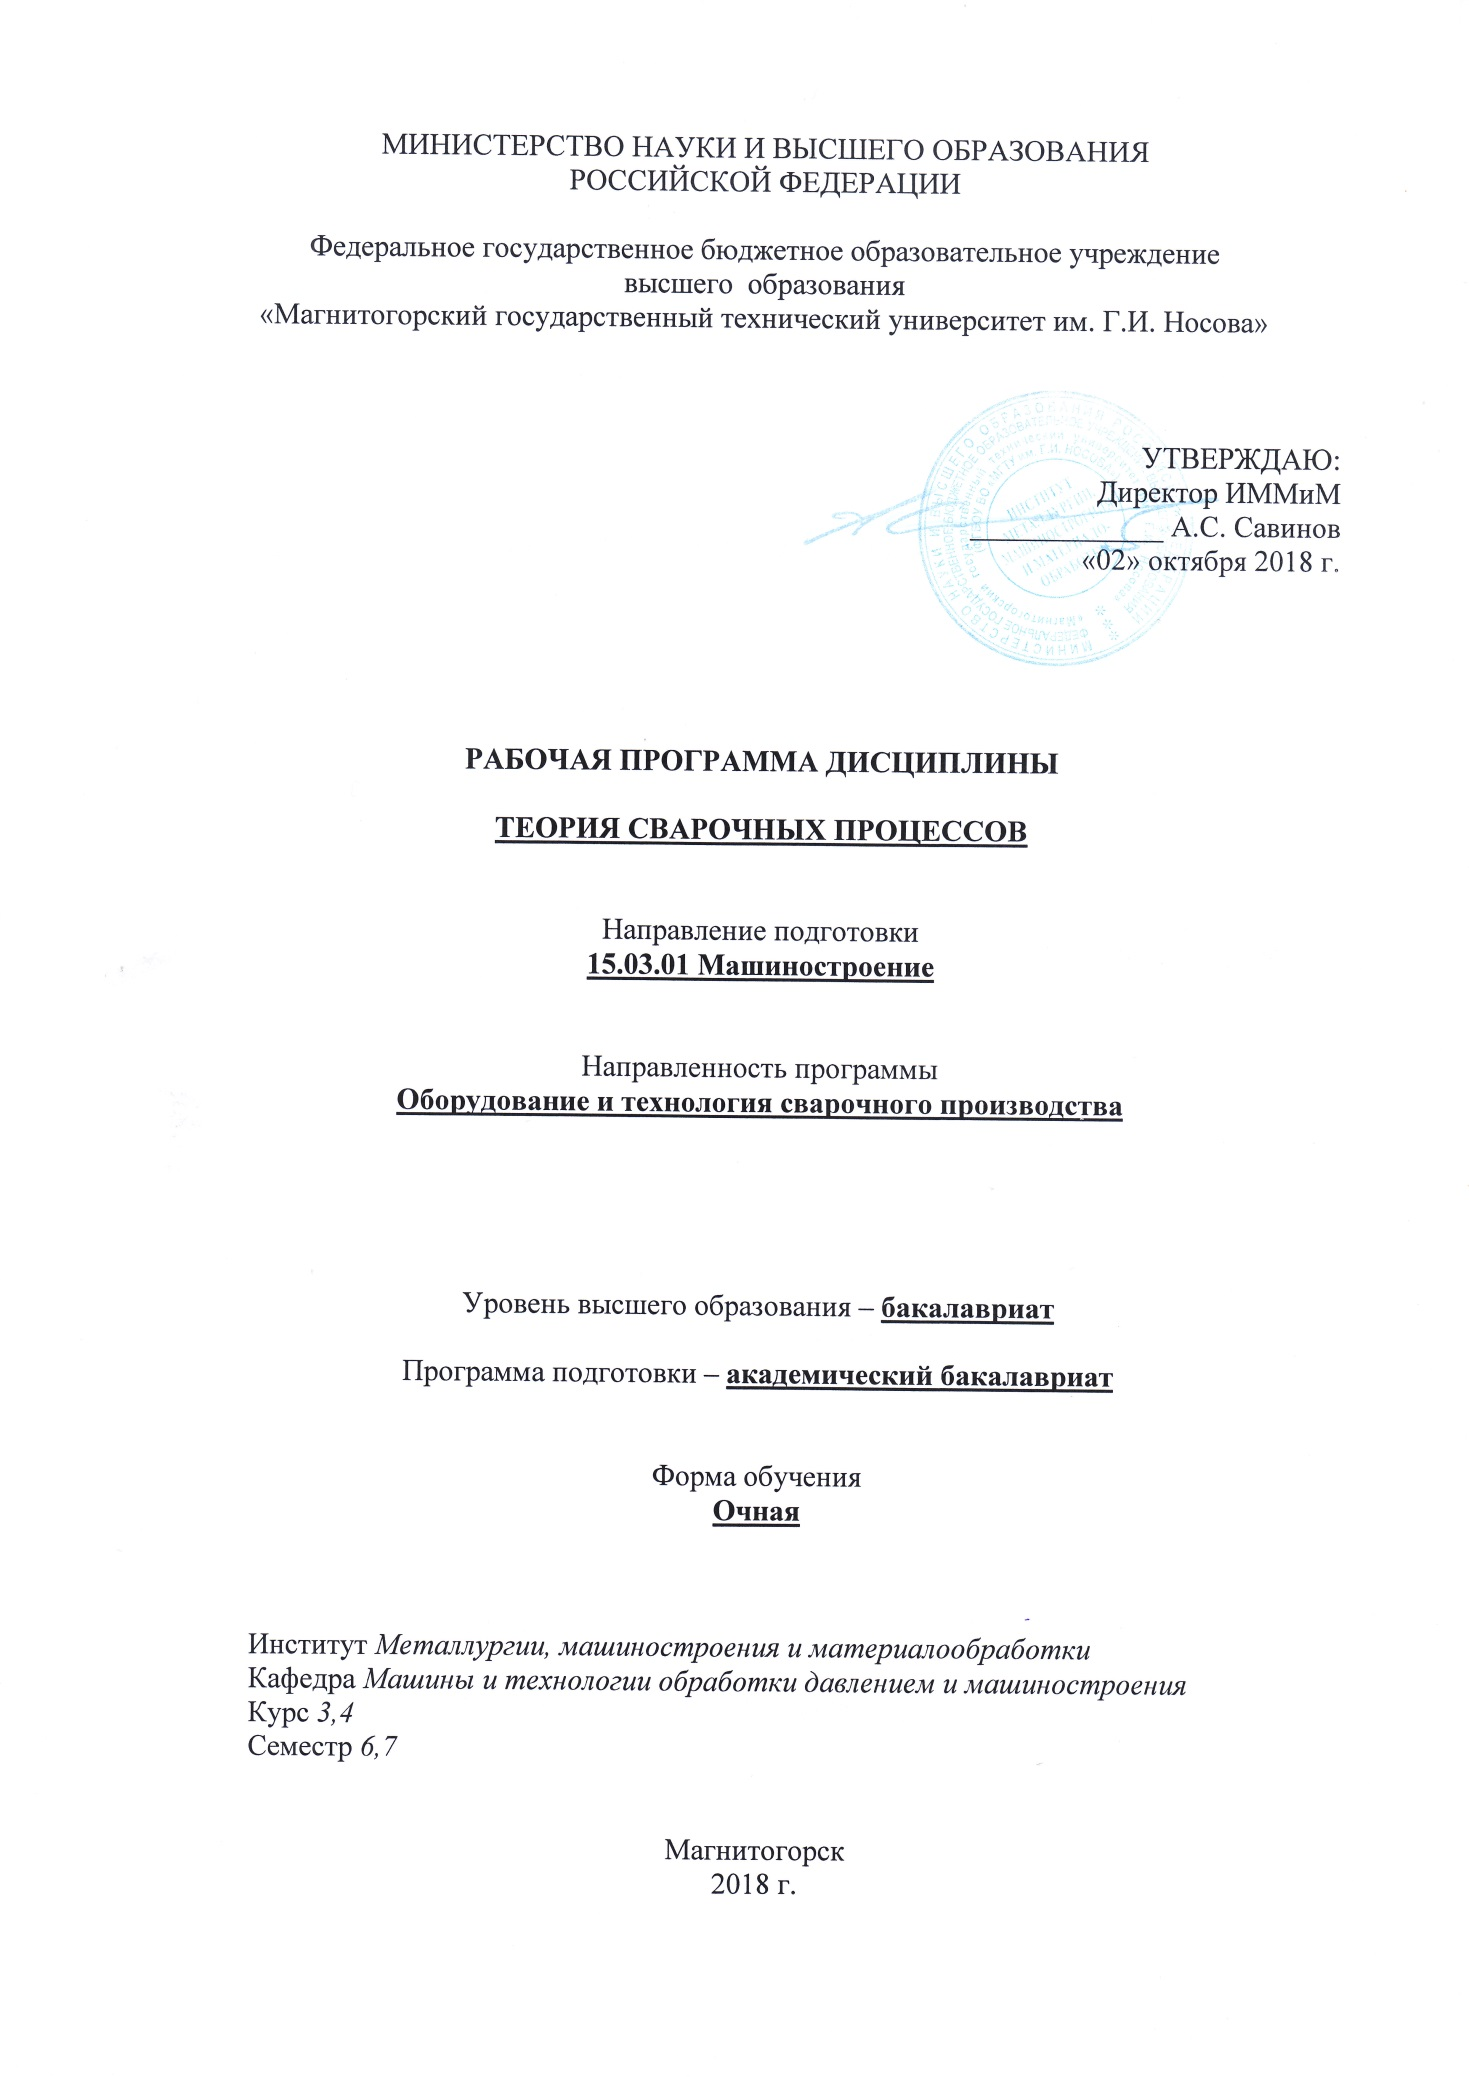 МИНИСТЕРСТВО НАУКИ И ВЫСШЕГО ОБРАЗОВАНИЯ
РОССИЙСКОЙ ФЕДЕРАЦИИ
Федеральное государственное бюджетное образовательное учреждение
высшего образования
«Магнитогорский государственный технический университет им. Г.И. Носова»
УТВЕРЖДАЮ:
Директор ИММиМ
А.С. Савинов
«02» октября 2018 г.
РАБОЧАЯ ПРОГРАММА ДИСЦИПЛИНЫ
ТЕОРИЯ СВАРОЧНЫХ ПРОЦЕССОВ
Направление подготовки
15.03.01 Машиностроение
Направленность программы
Оборудование и технология сварочного производства
Уровень высшего образования – бакалавриат
Программа подготовки – академический бакалавриат
Форма обучения
Очная
Институт Металлургии, машиностроения и материалообработки
Кафедра Машины и технологии обработки давлением и машиностроения
Курс 3,4
Семестр 6,7
Магнитогорск
2018 г.